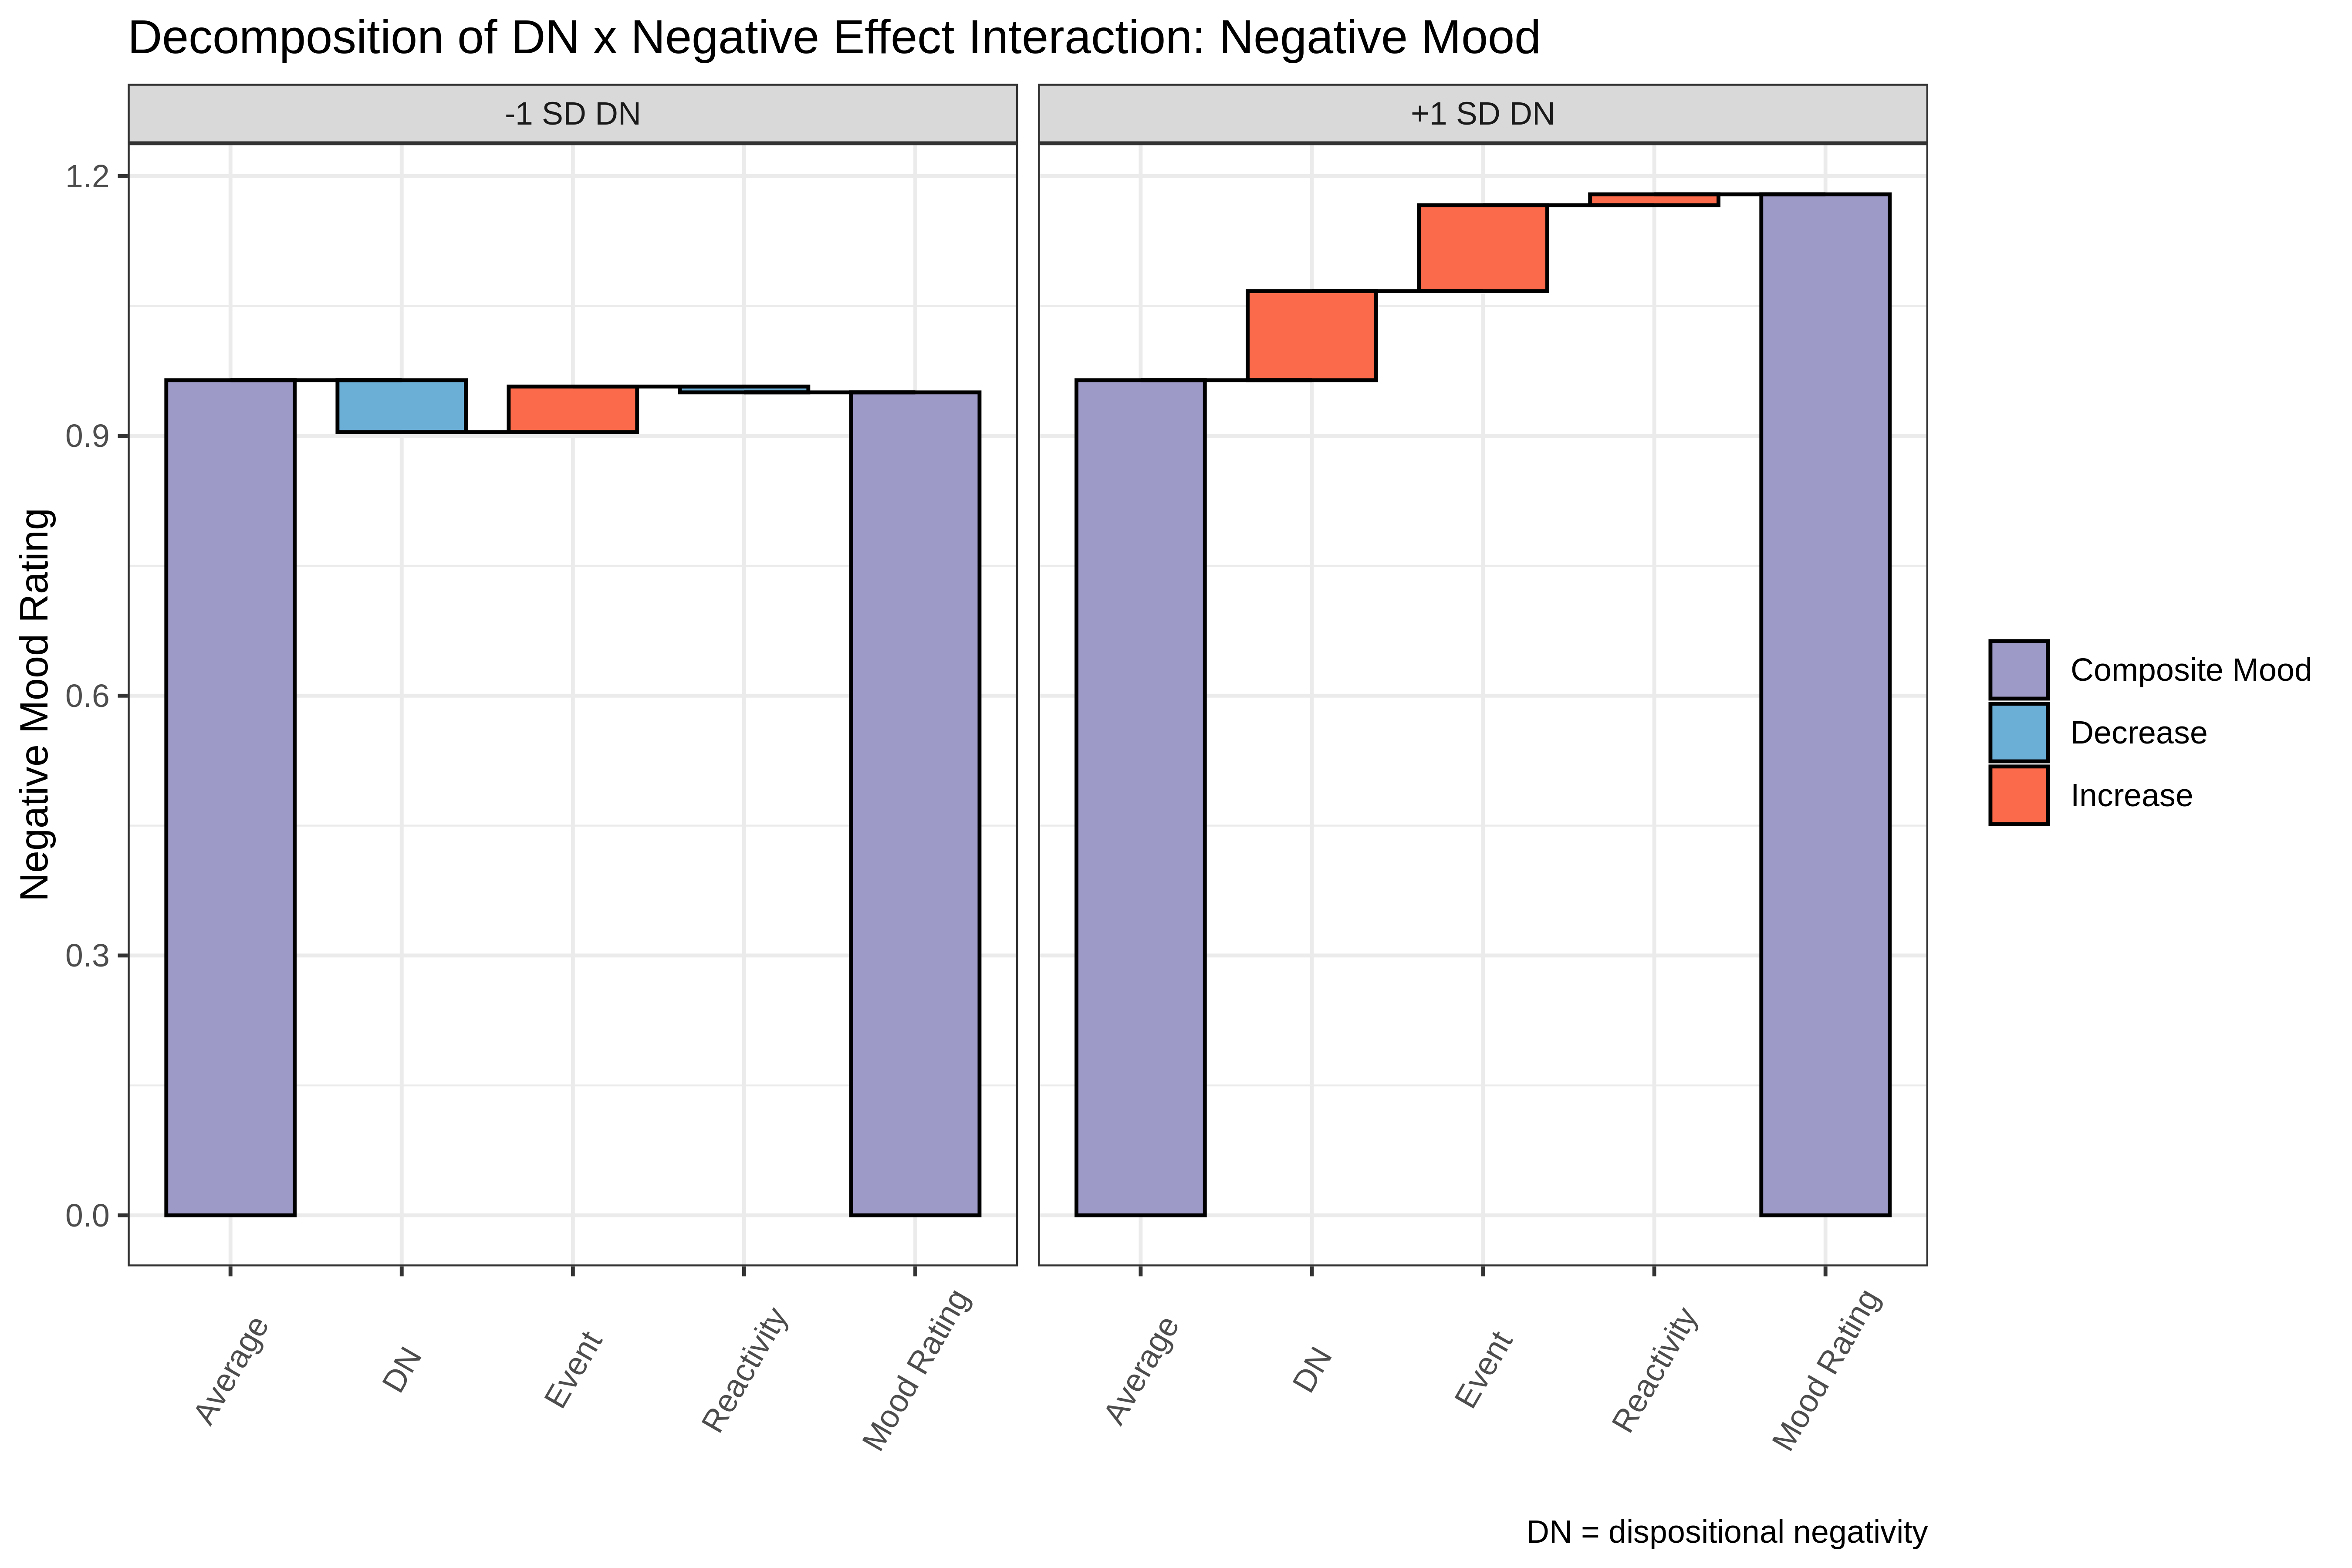 Decomposition of DN x Negative Effect Interaction: Negative Mood
-1 SD DN
+1 SD DN
Negative Mood Rating
1.2
0.9
0.6
0.3
0.0
Average
DN
Event
Reactivity
Mood Rating
Average
DN
Event
Reactivity
Mood Rating
Composite Mood
Decrease
Increase
DN = dispositional negativity